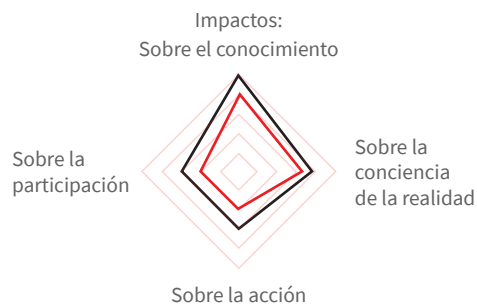 Impactos:
Sobre el conocimiento
Sobre la
participación
Sobre la
conciencia
de la realidad
Sobre la acción